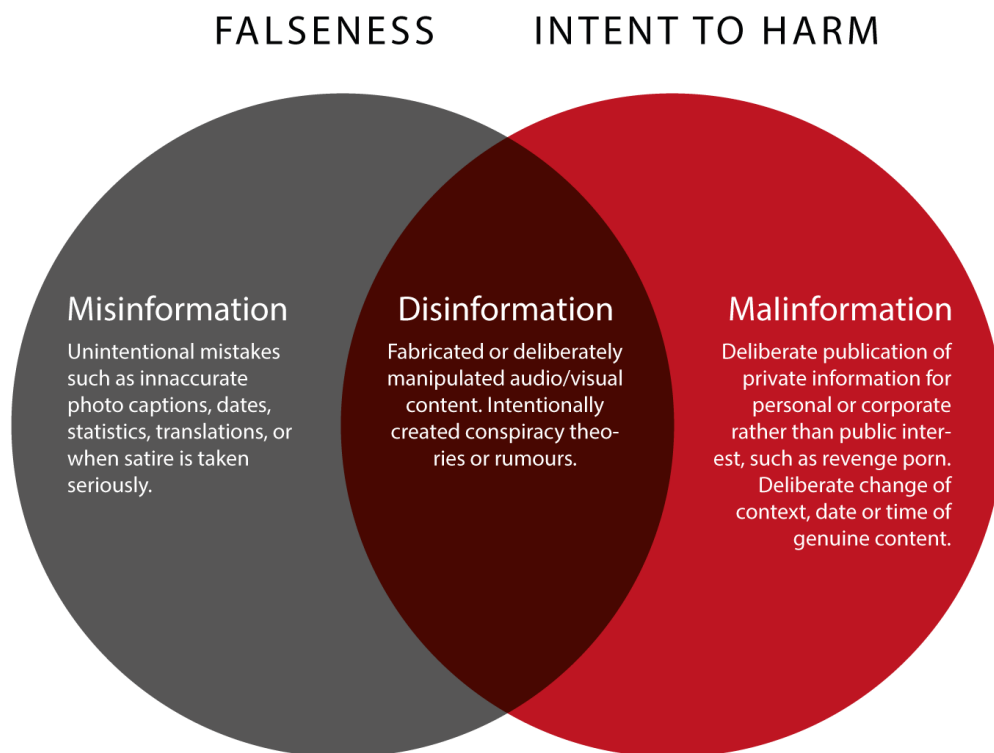 FALSENESS
INTENT TO HARM
Misinformation
Unintentional mistakes
such as innaccurate
photo captions, dates,
statistics, translations, or
when satire is taken
seriously.
Disinformation
Fabricated or deliberately
manipulated audio/visual
content. Intentionally
created conspiracy theo-
ries or rumours.
Malinformation
Deliberate publication of
private information for
personal or corporate
rather than public inter-
est, such as revenge porn.
Deliberate change of
context, date or time of
genuine content.